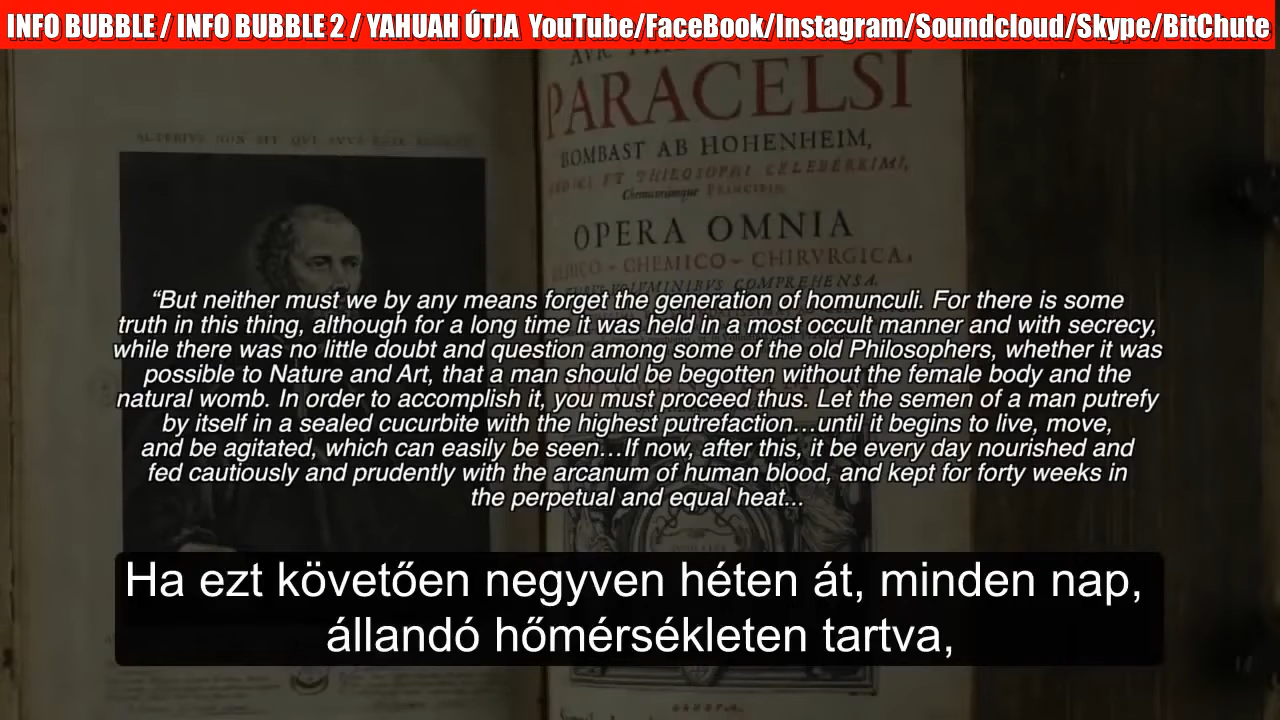 INFO BUBBLE / INFO BUBBLE 2 / YAHUAH ÚTJA YouTube/FaceBook/Instagram/Soundcloud/Skype/BitChute
PARACELSI
BOMBAST AB HOHENHEIM,
ET PHILOSOPHI CELEBERRIMI,
PRINCIPIS
OPERA OMNIA
CHEMICO - CHIRVRGICA,
VOLVMINIBVS COMPREHENSA.
“But neither must we by any means forget the generation of homunculi. For there is some
truth in this thing, although for a long time it was held in a most occult manner and with secrecy,
while there was no little doubt and question among some of the old Philosophers, whether it was
possible to Nature and Art, that a man should be begotten without the female body and the
natural womb. In order to accomplish it, you must proceed thus. Let the semen of a man putrefy
by itself in a sealed cucurbite with the highest putrefaction…until it begins to live, move,
and be agitated, which can easily be seen…If now, after this, it be every day nourished and
fed cautiously and prudently with the arcanum of human blood, and kept for forty weeks in
the perpetual and equal heat...
Ha ezt követően negyven héten át, minden nap,
állandó hőmérsékleten tartva,